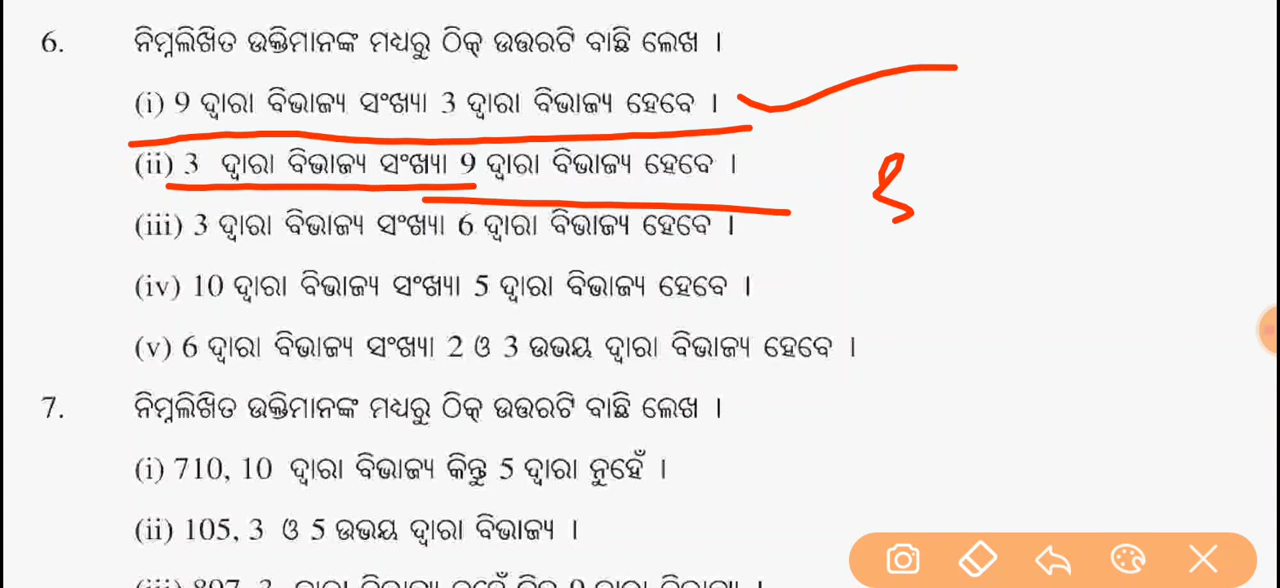 6. ନିମ୍ନଲିଖିତ ଉକ୍ତିମାନଙ୍କ ମଧ୍ୟରୁ ଠିକ୍ ଉତ୍ତରଟି ବାଛି ଲେଖ ।
(i) 9 ଦ୍ୱାରା ବିଭାଜ୍ୟ ସଂଖ୍ୟା 3 ଦ୍ୱାରା ବିଭାଜ୍ୟ ହେବେ ।
(ii) 3 ଦ୍ୱାରା ବିଭାଜ୍ୟ ସଂଖ୍ୟା 9 ଦ୍ୱାରା ବିଭାଜ୍ୟ ହେବେ ।
(iii) 3 ଦ୍ୱାରା ବିଭାଜ୍ୟ ସଂଖ୍ୟା 6 ଦ୍ୱାରା ବିଭାଜ୍ୟ ହେବେ ।
(iv) 10 ଦ୍ୱାରା ବିଭାଜ୍ୟ ସଂଖ୍ୟା 5 ଦ୍ୱାରା ବିଭାଜ୍ୟ ହେବେ ।
(v) 6 ଦ୍ୱାରା ବିଭାଜ୍ୟ ସଂଖ୍ୟା 2 ଓ 3 ଉଭୟ ଦ୍ୱାରା ବିଭାଜ୍ୟ ହେବେ ।
7. ନିମ୍ନଲିଖିତ ଉକ୍ତିମାନଙ୍କ ମଧ୍ୟରୁ ଠିକ୍ ଉତ୍ତରଟି ବାଛି ଲେଖ ।
(i) 710, 10 ଦ୍ୱାରା ବିଭାଜ୍ୟ କିନ୍ତୁ 5 ଦ୍ୱାରା ନୁହେଁ ।
(ii) 105, 3 ଓ 5 ଉଭୟ ଦ୍ୱାରା ବିଭାଜ୍ୟ ।